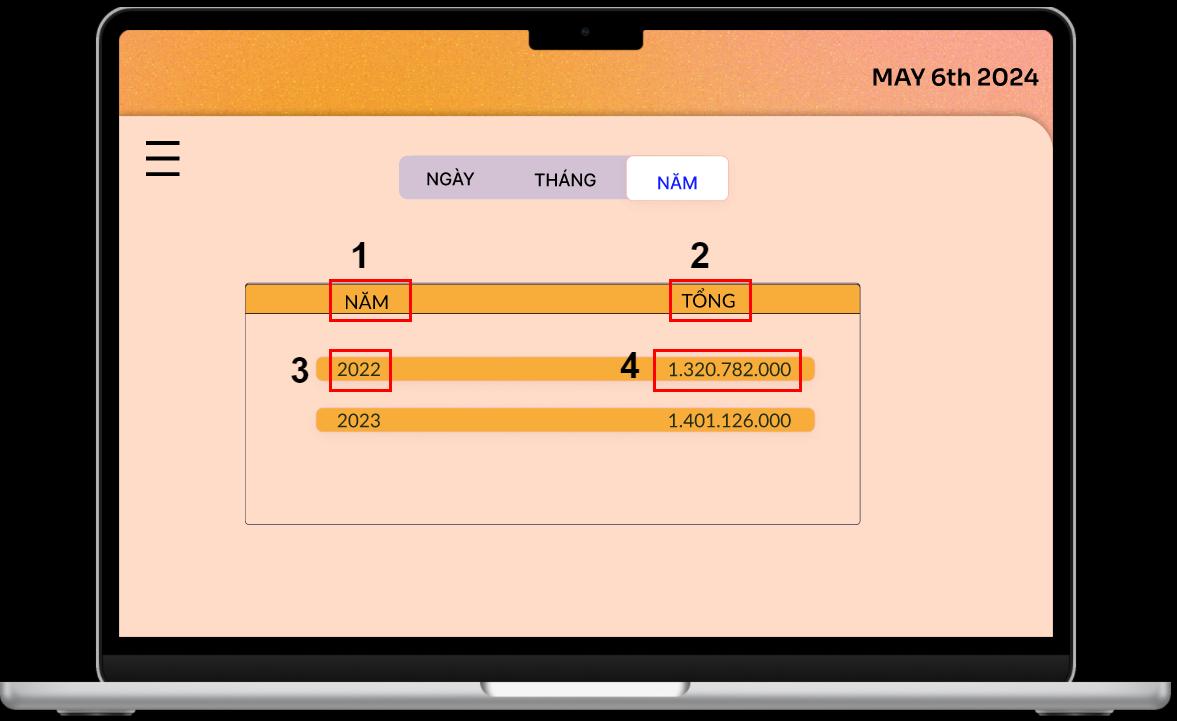 MAY 6th 2024
NGÀY THÁNG NĂM
1 2
NĂM TỔNG
3 2022 4 1.320.782.000
2023 1.401.126.000